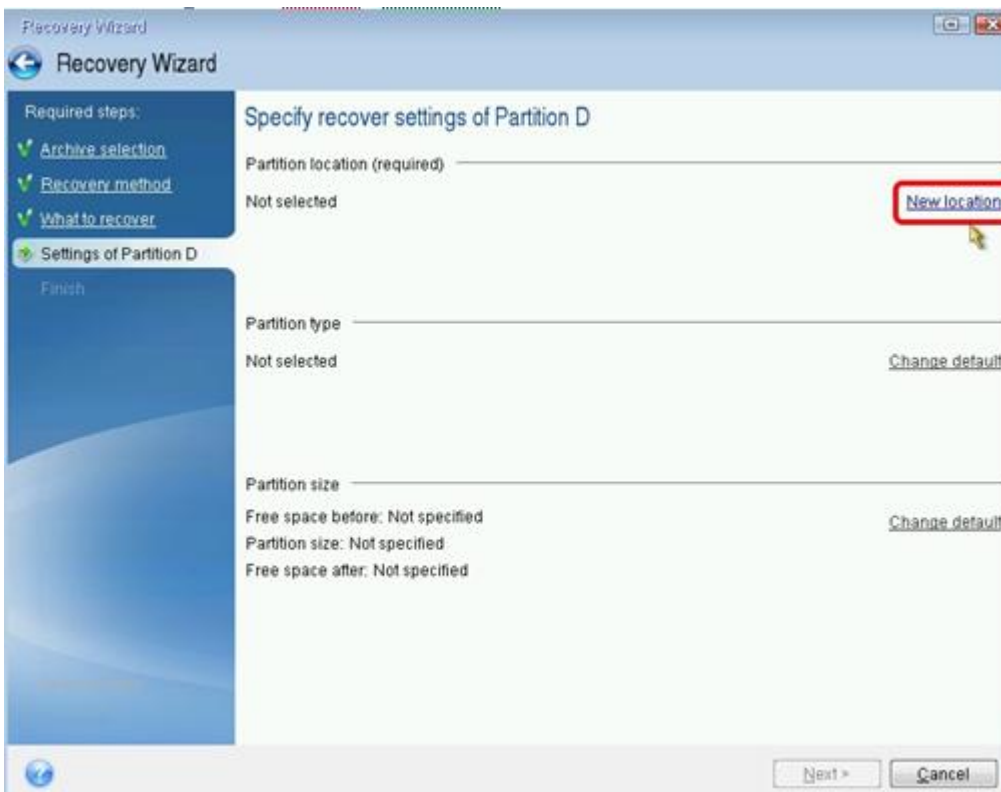 Recovery Wizard
Recovery Wizard
Required steps:
Archive selection
Recovery method
What to recover
Settings of Partition D
Finish
Specify recover settings of Partition D
Partition location (required)
Not selected
New location
Partition type
Not selected
Change default
Partition size
Free space before: Not specified
Change default
Partition size: Not specified
Free space after: Not specified
Next >
Cancel